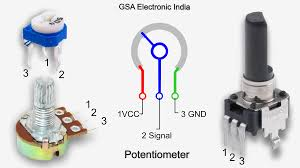 GSA Electronic India
3
1
2
1VCC
3 GND
2 Signal
1
2
3
1
2
3
Potentiometer